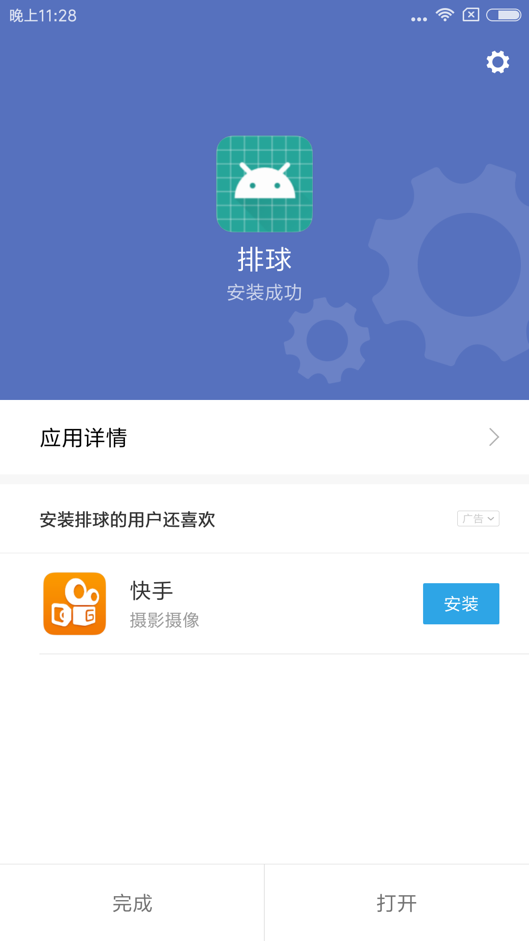 晚上11:28
排球
安装成功
应用详情
安装排球的用户还喜欢
广告
快手
摄影摄像
安装
完成
打开